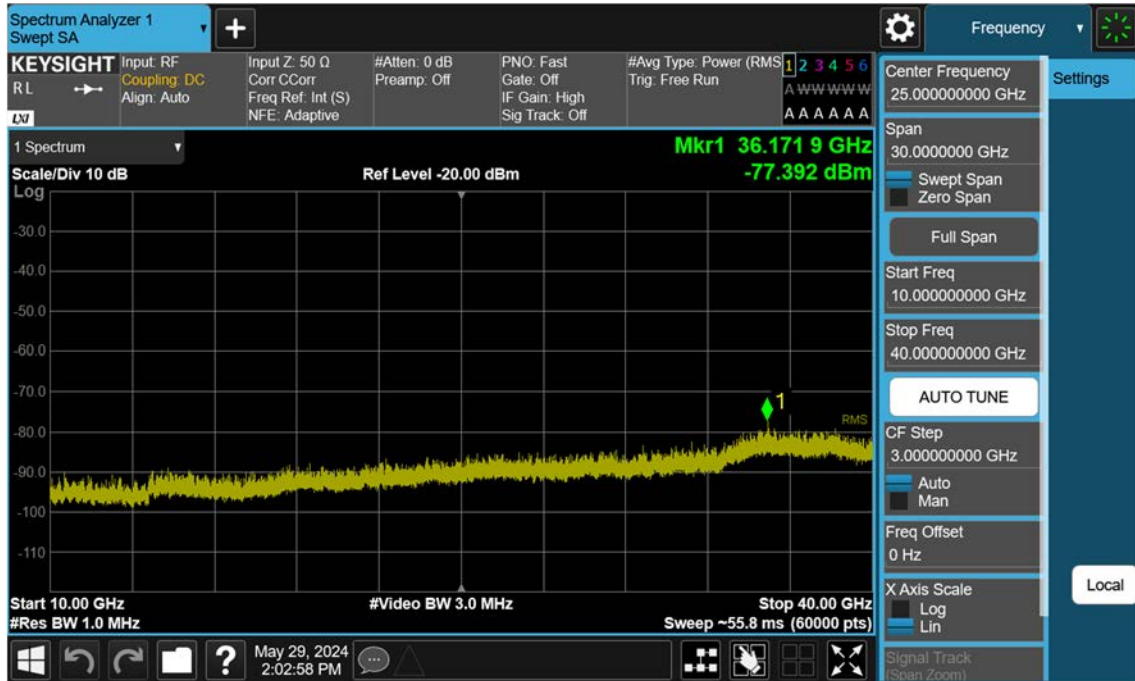 Spectrum Analyzer 1
Swept SA
+
Frequency
KEYSIGHT
RL
LXI
Input: RF
Coupling: DC
Align: Auto
Input Z: 50 Ω
Corr CCorr
Freq Ref: Int (S)
NFE: Adaptive
#Atten: 0 dB
Preamp: Off
PNO: Fast
Gate: Off
IF Gain: High
Sig Track: Off
#Avg Type: Power (RMS
Trig: Free Run
1 2 3 4 5 6
A W W W W W
A A A A A A
1 Spectrum
Mkr1 36.171 9 GHz
Scale/Div 10 dB
Ref Level -20.00 dBm
-77.392 dBm
Log
-30.0
-40.0
-50.0
-60.0
-70.0
-80.0
-90.0
-100
-110
1
RMS
Start 10.00 GHz
#Video BW 3.0 MHz
Stop 40.00 GHz
#Res BW 1.0 MHz
Sweep ~55.8 ms (60000 pts)
?
May 29, 2024
2:02:58 PM
Center Frequency
25.000000000 GHz
Span
30.0000000 GHz
Swept Span
Zero Span
Full Span
Start Freq
10.000000000 GHz
Stop Freq
40.000000000 GHz
AUTO TUNE
CF Step
3.000000000 GHz
Auto
Man
Freq Offset
0 Hz
X Axis Scale
Log
Lin
Signal Track
(Span Zoom)
Settings
Local